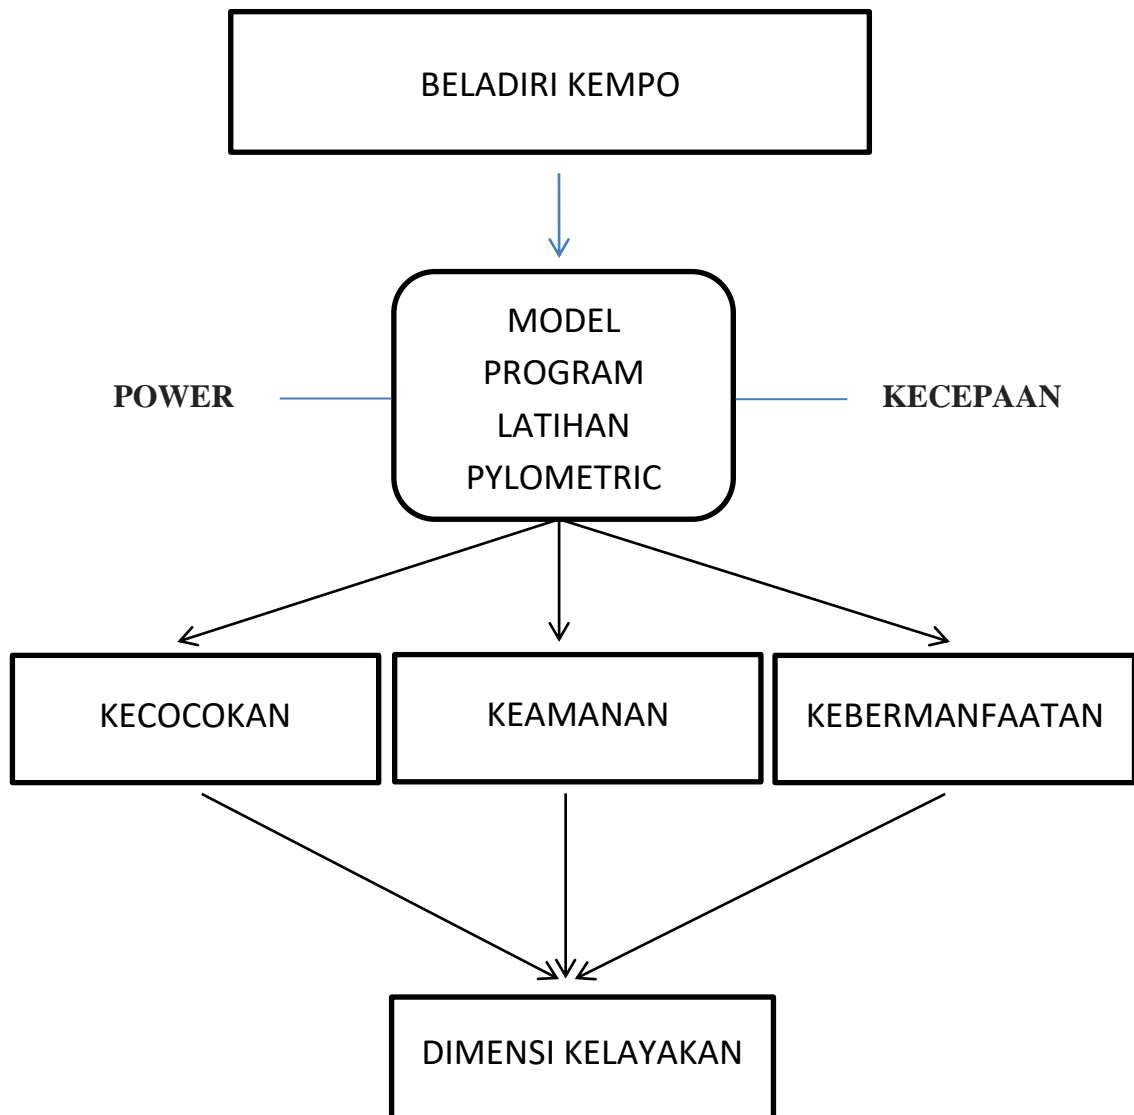 BELADIRI KEMPO
MODEL
PROGRAM
LATIHAN
PYLOMETRIC
POWER
KECEPAAN
KECOCOKAN
KEAMANAN
KEBERMANFAATAN
DIMENSI KELAYAKAN